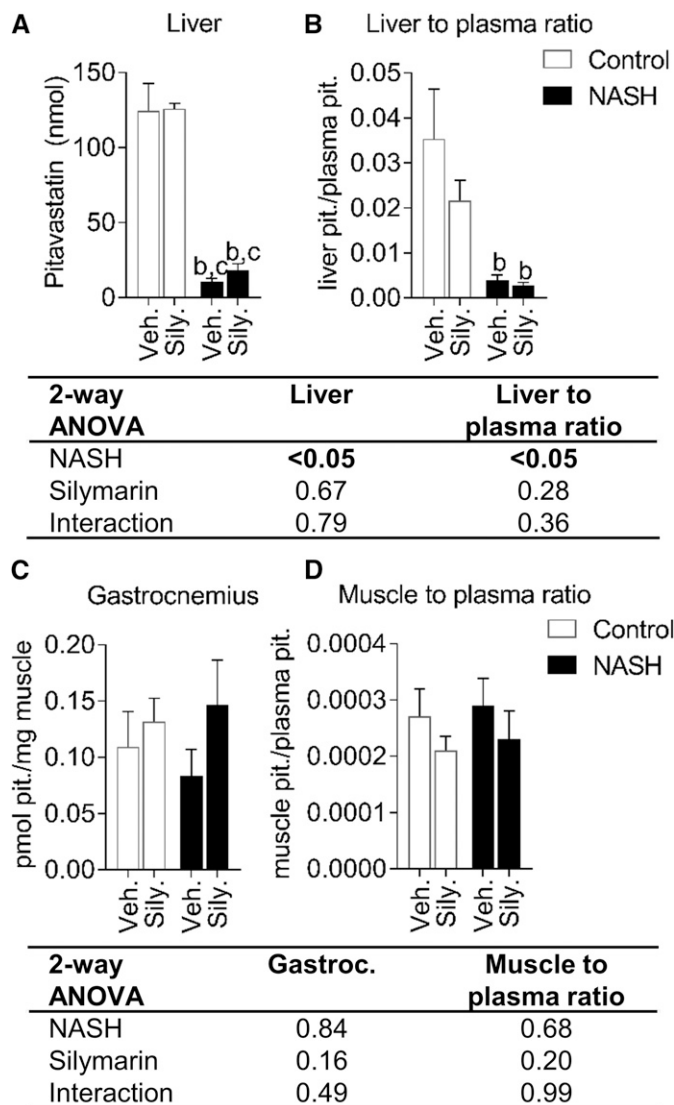 A
Liver
Pitavastatin (nmol)
150
100
50
0
b,c
b,c
Veh.
Sily.
Veh.
Sily.
B
Liver to plasma ratio
liver pit./plasma pit.
0.05
0.04
0.03
0.02
0.01
0.00
b
b
Veh.
Sily.
Veh.
Sily.
Control
NASH
2-way Liver Liver to
ANOVA plasma ratio
NASH <0.05 <0.05
Silymarin 0.67 0.28
Interaction 0.79 0.36
C
Gastrocnemius
pmol pit./mg muscle
0.20
0.15
0.10
0.05
0.00
Veh.
Sily.
Veh.
Sily.
D
Muscle to plasma ratio
muscle pit./plasma pit.
0.0004
0.0003
0.0002
0.0001
0.0000
Veh.
Sily.
Veh.
Sily.
Control
NASH
2-way Gastroc. Muscle to
ANOVA plasma ratio
NASH 0.84 0.68
Silymarin 0.16 0.20
Interaction 0.49 0.99